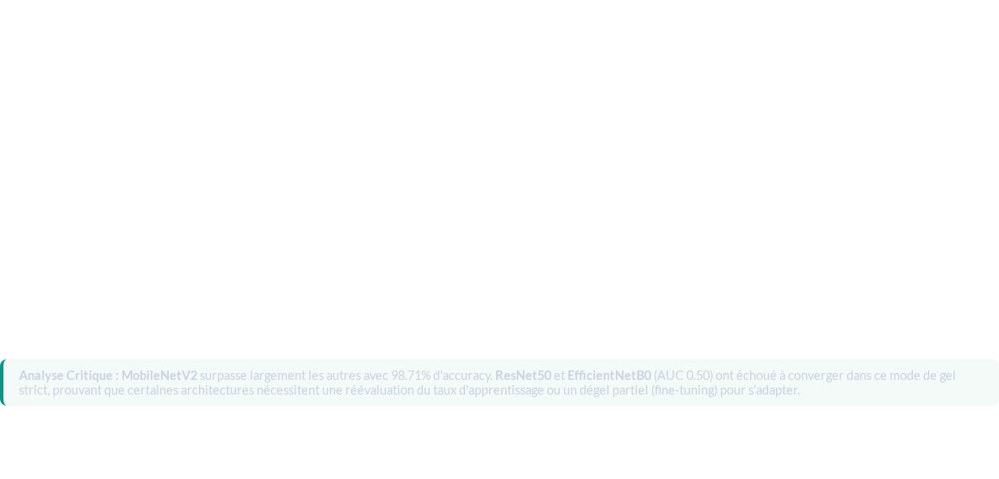 Analyse Critique : MobileNetV2 surpasse largement les autres avec 98.71% d'accuracy. ResNet50 et EfficientNetB0 (AUC 0.50) ont échoué à converger dans ce mode de gel
strict, prouvant que certaines architectures nécessitent une réévaluation du taux d'apprentissage ou un dégel partiel (fine-tuning) pour s'adapter.